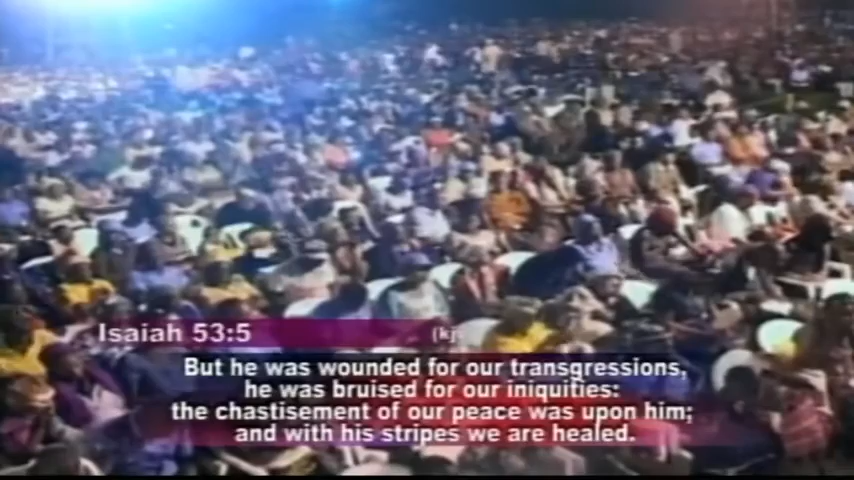 Isaiah 53:5 (kj
But he was wounded for our transgressions,
he was bruised for our iniquities:
the chastisement of our peace was upon him;
and with his stripes we are healed.